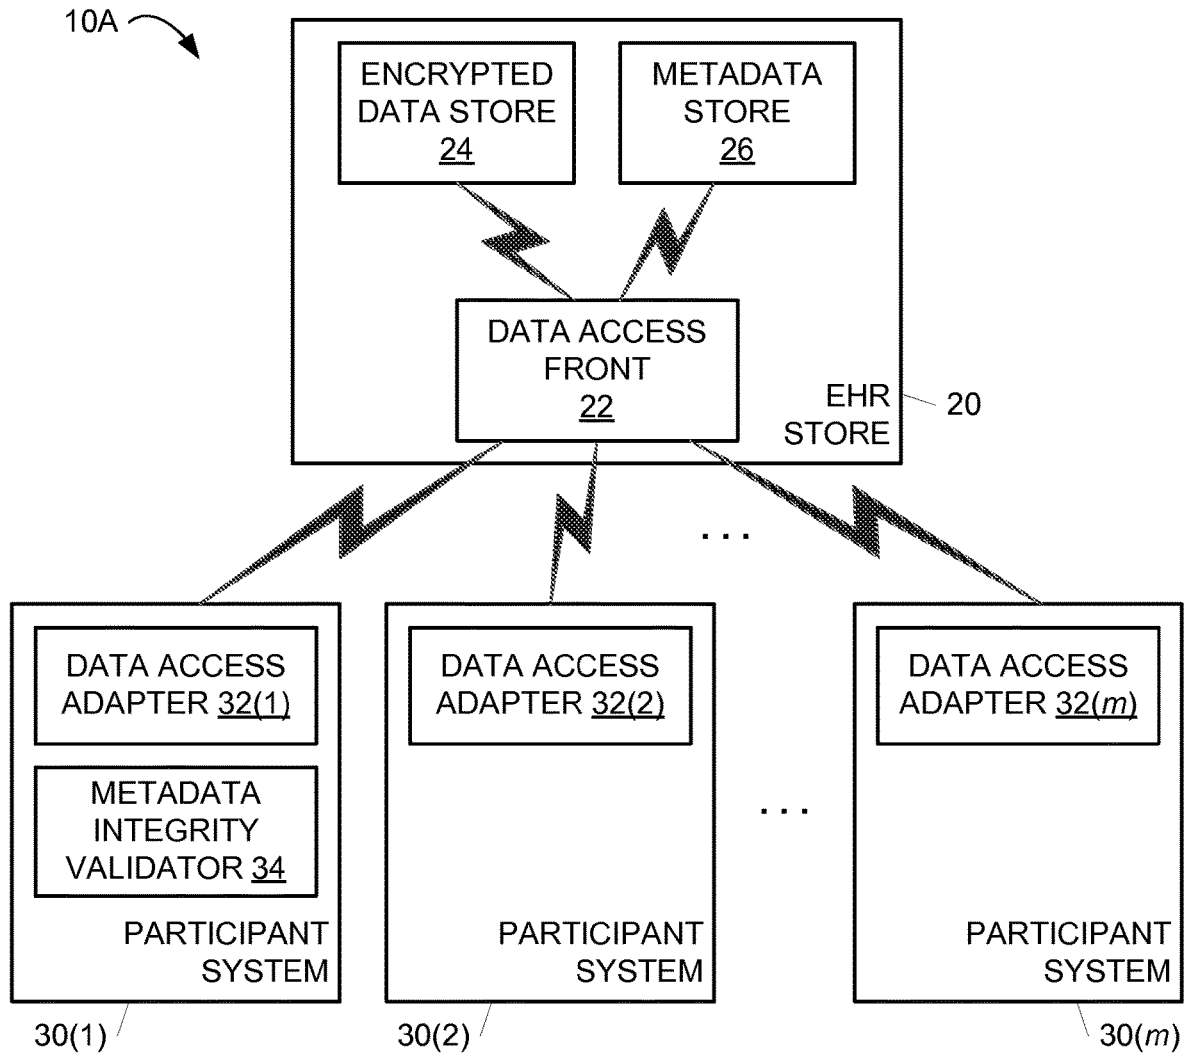 10A
ENCRYPTED
DATA STORE
24
METADATA
STORE
26
DATA ACCESS
FRONT
22
EHR
STORE
20
. . .
DATA ACCESS
ADAPTER 32(1)
METADATA
INTEGRITY
VALIDATOR 34
PARTICIPANT
SYSTEM
30(1)
DATA ACCESS
ADAPTER 32(2)
PARTICIPANT
SYSTEM
30(2)
. . .
DATA ACCESS
ADAPTER 32(m)
PARTICIPANT
SYSTEM
30(m)